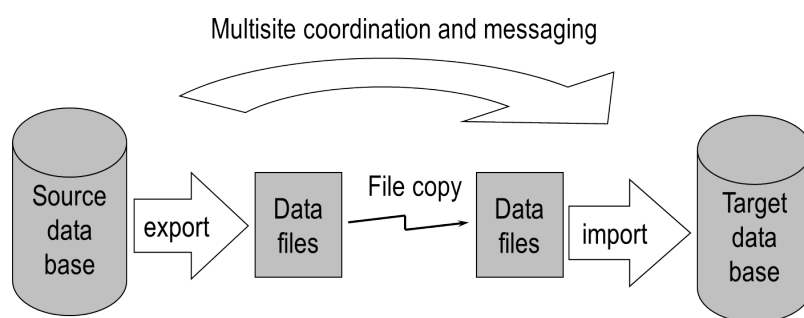 Multisite coordination and messaging
Source
data
base
export
Data
files
File copy
Data
files
import
Target
data
base